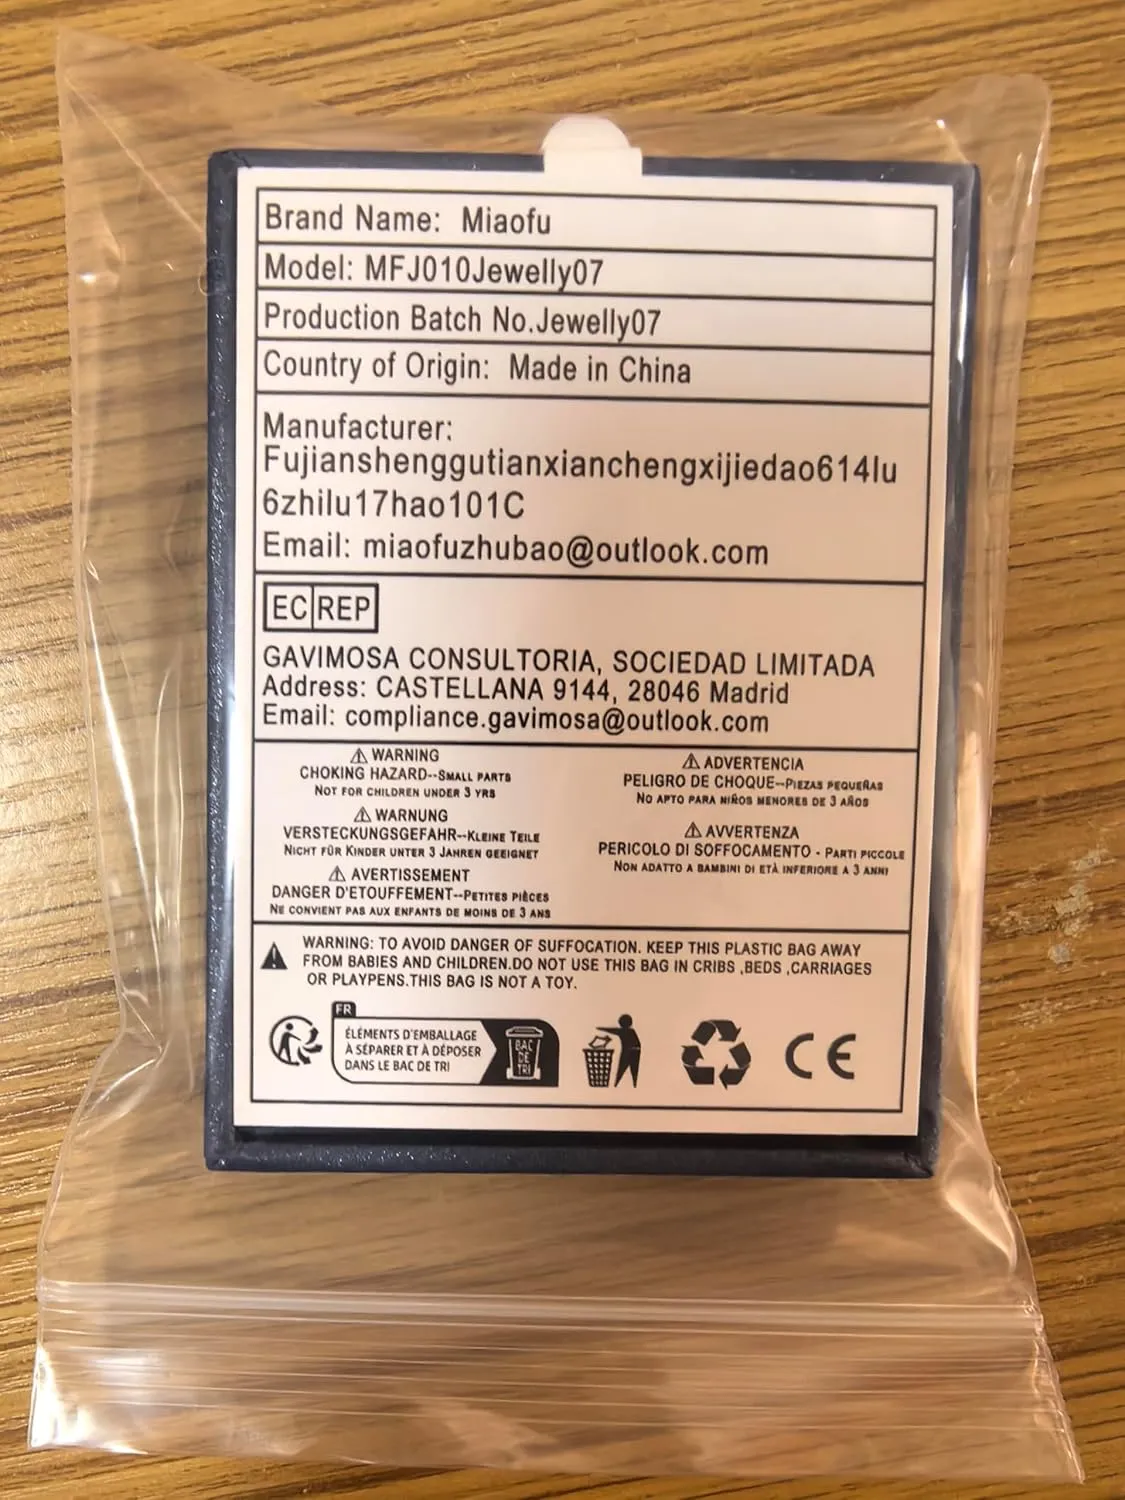 Brand Name: Miaofu
Model: MFJ010Jewelly07
Production Batch No.Jewelly07
Country of Origin: Made in China
Manufacturer:
Fujianshenggutianxianchengxijiedao614lu
6zhilu17hao101C
Email: miaofuzhubao@outlook.com
EC REP
GAVIMOSA CONSULTORIA, SOCIEDAD LIMITADA
Address: CASTELLANA 9144, 28046 Madrid
Email: compliance.gavimosa@outlook.com
WARNING
CHOKING HAZARD--SMALL PARTS
NOT FOR CHILDREN UNDER 3 YRS
WARNUNG
VERSTECKUNGSGEFAHR--KLEINE TEILE
NICHT FÜR KINDER UNTER 3 JAHREN GEEIGNET
AVERTISSEMENT
DANGER D'ETOUFFEMENT--PETITES PIÈCES
NE CONVIENT PAS AUX ENFANTS DE MOINS DE 3 ANS
ADVERTENCIA
PELIGRO DE CHOQUE--PIEZAS PEQUEÑAS
NO APTO PARA NIÑOS MENORES DE 3 AÑOS
AVVERTENZA
PERICOLO DI SOFFOCAMENTO - PARTI PICCOLE
NON ADATTO A BAMBINI DI ETÀ INFERIORE A 3 ANNI
WARNING: TO AVOID DANGER OF SUFFOCATION. KEEP THIS PLASTIC BAG AWAY
FROM BABIES AND CHILDREN.DO NOT USE THIS BAG IN CRIBS ,BEDS ,CARRIAGES
OR PLAYPENS.THIS BAG IS NOT A TOY.
FR
ÉLÉMENTS D'EMBALLAGE
À SÉPARER ET À DÉPOSER
DANS LE BAC DE TRI
BAC
DE
TRI
CE